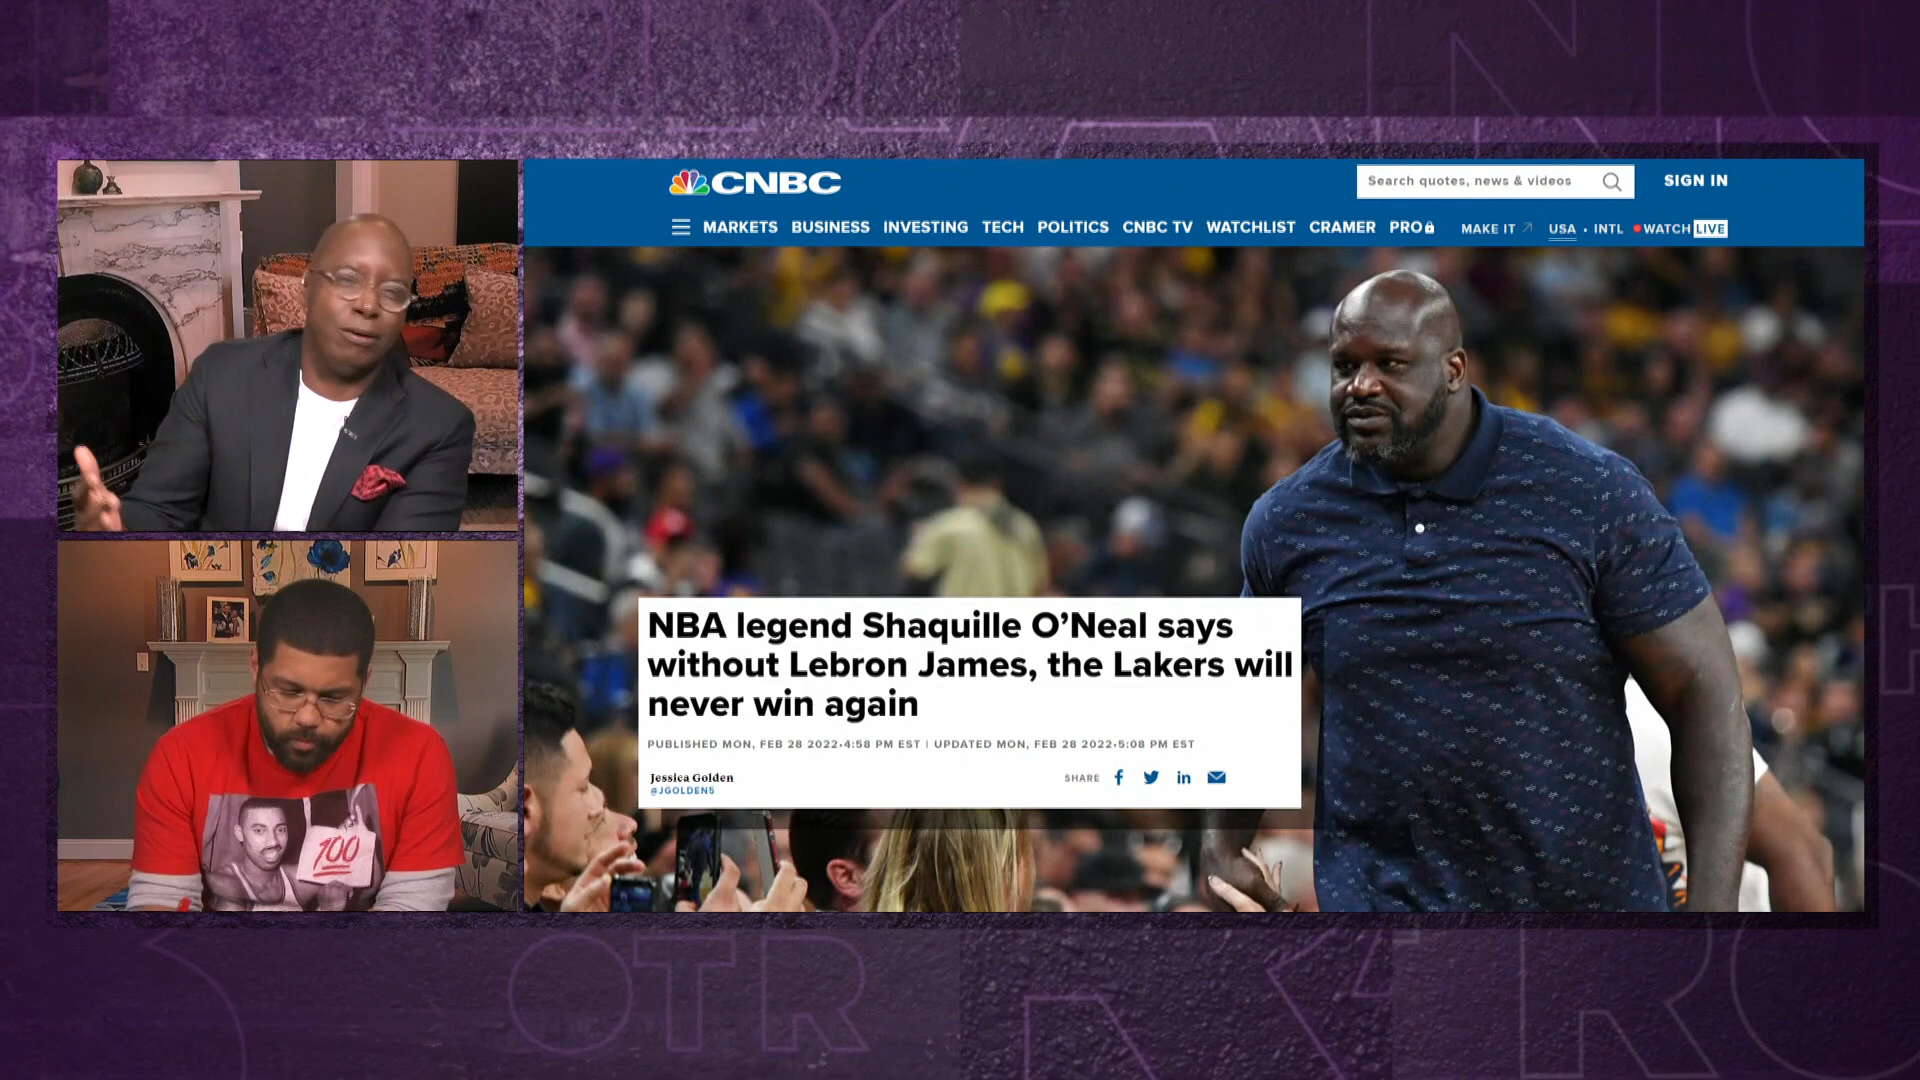 CNBC
Search quotes, news & videos
SIGN IN
MARKETS BUSINESS INVESTING TECH POLITICS CNBC TV WATCHLIST CRAMER PRO MAKE IT USA • INTL WATCH LIVE
NBA legend Shaquille O’Neal says
without Lebron James, the Lakers will
never win again
PUBLISHED MON, FEB 28 2022•4:58 PM EST | UPDATED MON, FEB 28 2022•5:08 PM EST
Jessica Golden
@JGOLDEN5
SHARE
100
OTR